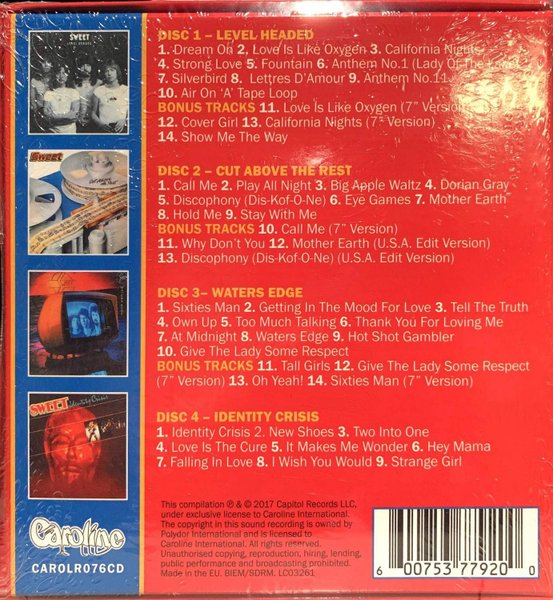 DISC 1 – LEVEL HEADED
1. Dream On 2. Love Is Like Oxygen 3. California Nights
4. Strong Love 5. Fountain 6. Anthem No.1 (Lady Of The
7. Silverbird 8. Lettres D'Amour 9. Anthem No.11
10. Air On 'A' Tape Loop
BONUS TRACKS 11. Love Is Like Oxygen (7" Version)
12. Cover Girl 13. California Nights (7" Version)
14. Show Me The Way
DISC 2 – CUT ABOVE THE REST
1. Call Me 2. Play All Night 3. Big Apple Waltz 4. Dorian Gray
5. Discophony (Dis-Kof-O-Ne) 6. Eye Games 7. Mother Earth
8. Hold Me 9. Stay With Me
BONUS TRACKS 10. Call Me (7" Version)
11. Why Don't You 12. Mother Earth (U.S.A. Edit Version)
13. Discophony (Dis-Kof-O-Ne) (U.S.A. Edit Version)
DISC 3– WATERS EDGE
1. Sixties Man 2. Getting In The Mood For Love 3. Tell The Truth
4. Own Up 5. Too Much Talking 6. Thank You For Loving Me
7. At Midnight 8. Waters Edge 9. Hot Shot Gambler
10. Give The Lady Some Respect
BONUS TRACKS 11. Tall Girls 12. Give The Lady Some Respect
(7" Version) 13. Oh Yeah! 14. Sixties Man (7" Version)
DISC 4 – IDENTITY CRISIS
1. Identity Crisis 2. New Shoes 3. Two Into One
4. Love Is The Cure 5. It Makes Me Wonder 6. Hey Mama
7. Falling In Love 8. I Wish You Would 9. Strange Girl
This compilation ℗ & © 2017 Capitol Records LLC,
under exclusive license to Caroline International.
The copyright in this sound recording is owned by
Polydor International and is licensed to
Caroline International. All rights reserved.
Unauthorised copying, reproduction, hiring, lending,
public performance and broadcasting prohibited.
Made in the EU. BIEM/SDRM. LC03261
SWEET
Sweet
SWEET Identity Crisis
Caroline
CAROLR076CD
6 00753 77920 0